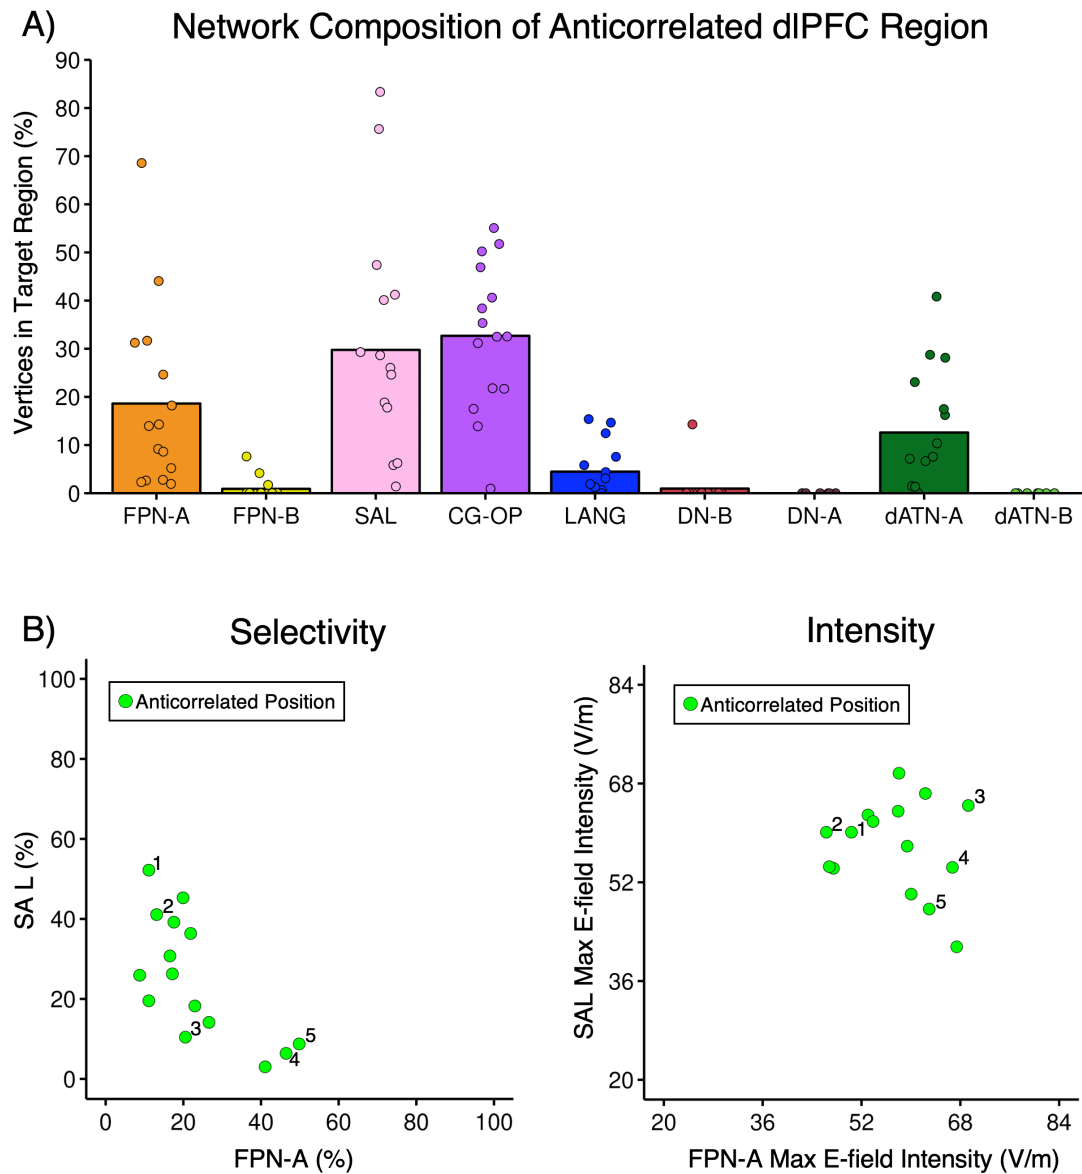 A)
Network Composition of Anticorrelated dlPFC Region
Vertices in Target Region (%)
90
80
70
60
50
40
30
20
10
0
FPN-A FPN-B SAL CG-OP LANG DN-B DN-A dATN-A dATN-B
B)
Selectivity
Anticorrelated Position
SA L (%)
100
80
60
40
20
0
1
2
3
5
4
0 20 40 60 80 100
FPN-A (%)
Intensity
Anticorrelated Position
SAL Max E-field Intensity (V/m)
84
68
52
36
20
3
2
1
4
5
20 36 52 68 84
FPN-A Max E-field Intensity (V/m)